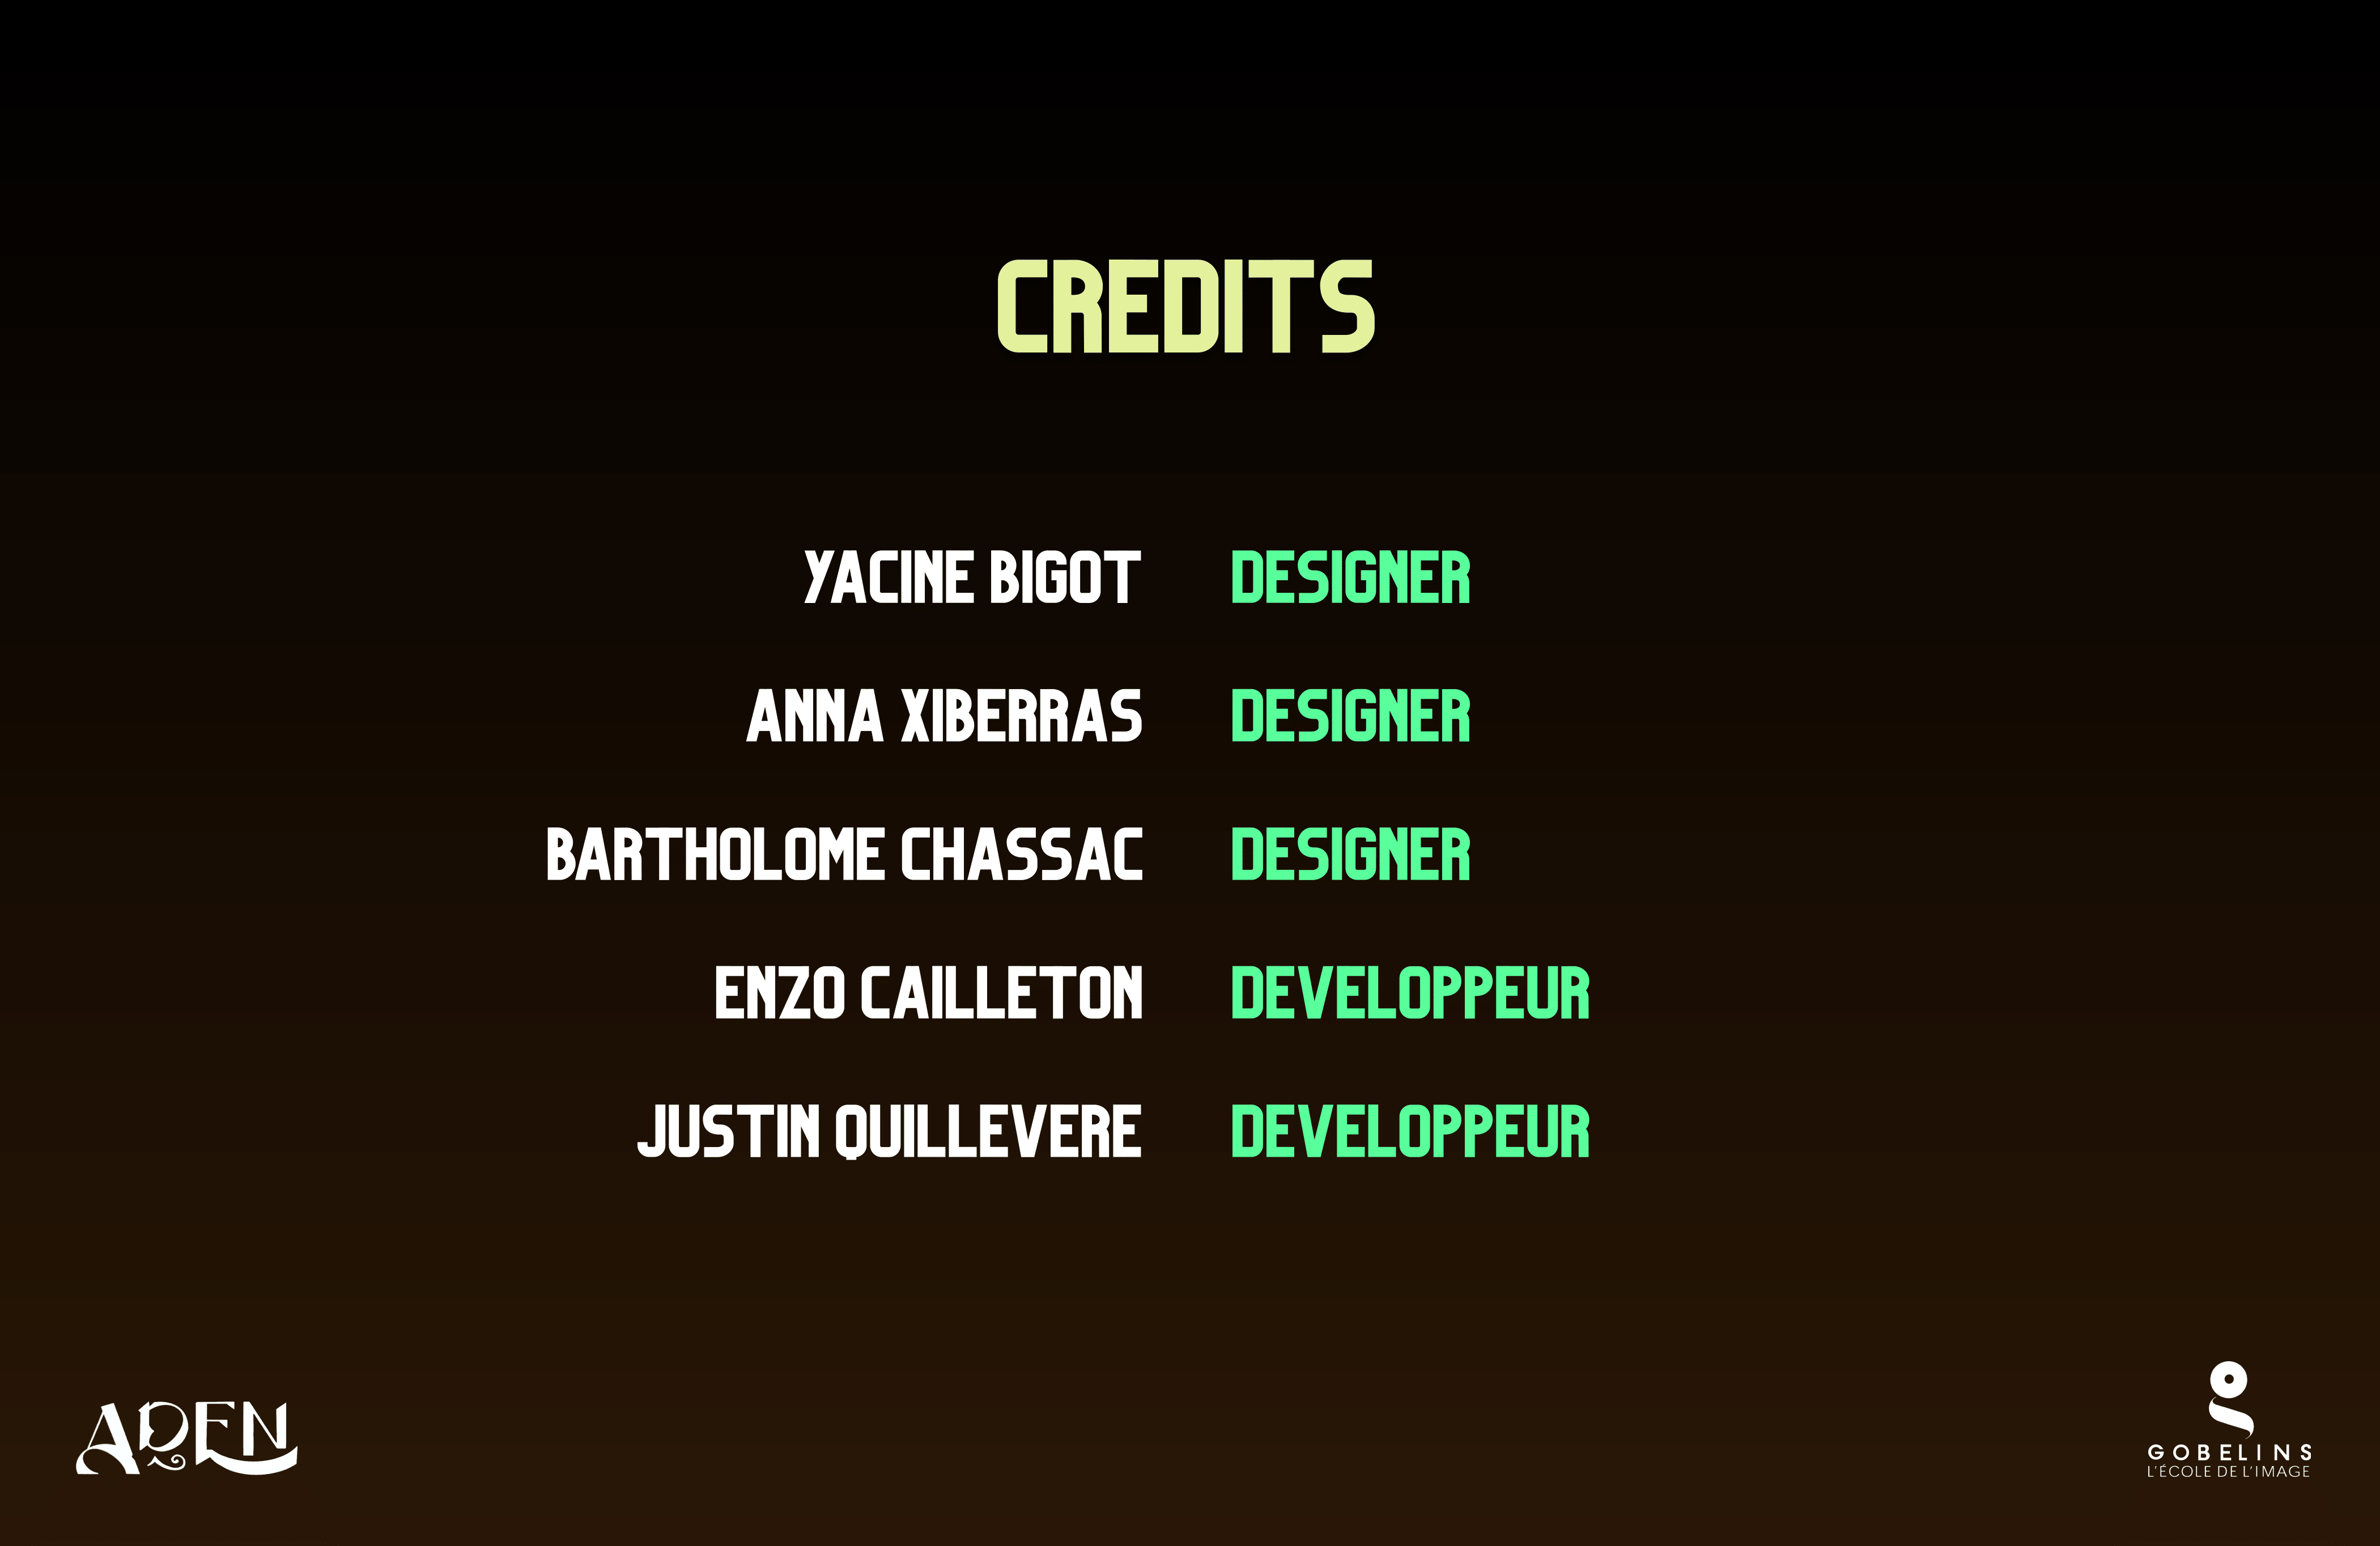 CREDITS
YACINE BIGOT DESIGNER
ANNA XIBERRAS DESIGNER
BARTHOLOME CHASSAC DESIGNER
ENZO CAILLETON DEVELOPPEUR
JUSTIN QUILLEVERE DEVELOPPEUR
AREN
GOBELINS
L'ÉCOLE DE L'IMAGE